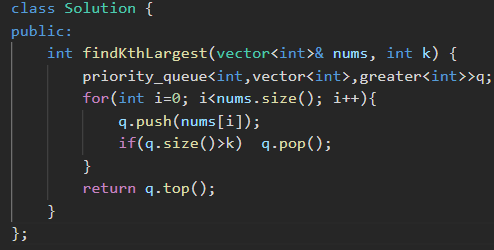 class Solution {
public:
    int findKthLargest(vector<int>& nums, int k) {
        priority_queue<int,vector<int>,greater<int>>q;
        for(int i=0; i<nums.size(); i++){
            q.push(nums[i]);
            if(q.size()>k)  q.pop();
        }
        return q.top();
    }
};